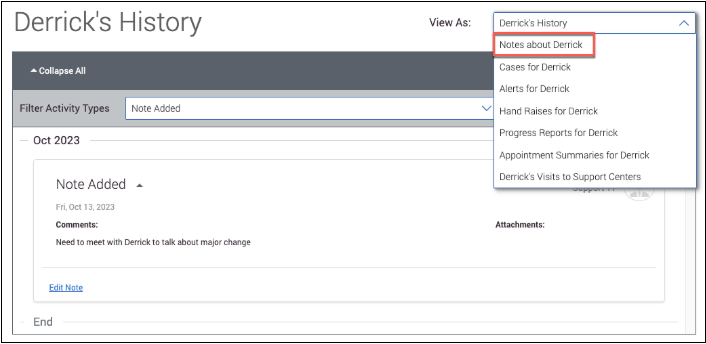 Derrick's History
View As:
Derrick's History
Notes about Derrick
Cases for Derrick
Alerts for Derrick
Hand Raises for Derrick
Progress Reports for Derrick
Appointment Summaries for Derrick
Derrick's Visits to Support Centers
Collapse All
Filter Activity Types
Note Added
Oct 2023
Note Added
Fri, Oct 13, 2023
Comments:
Attachments:
Need to meet with Derrick to talk about major change
Edit Note
End